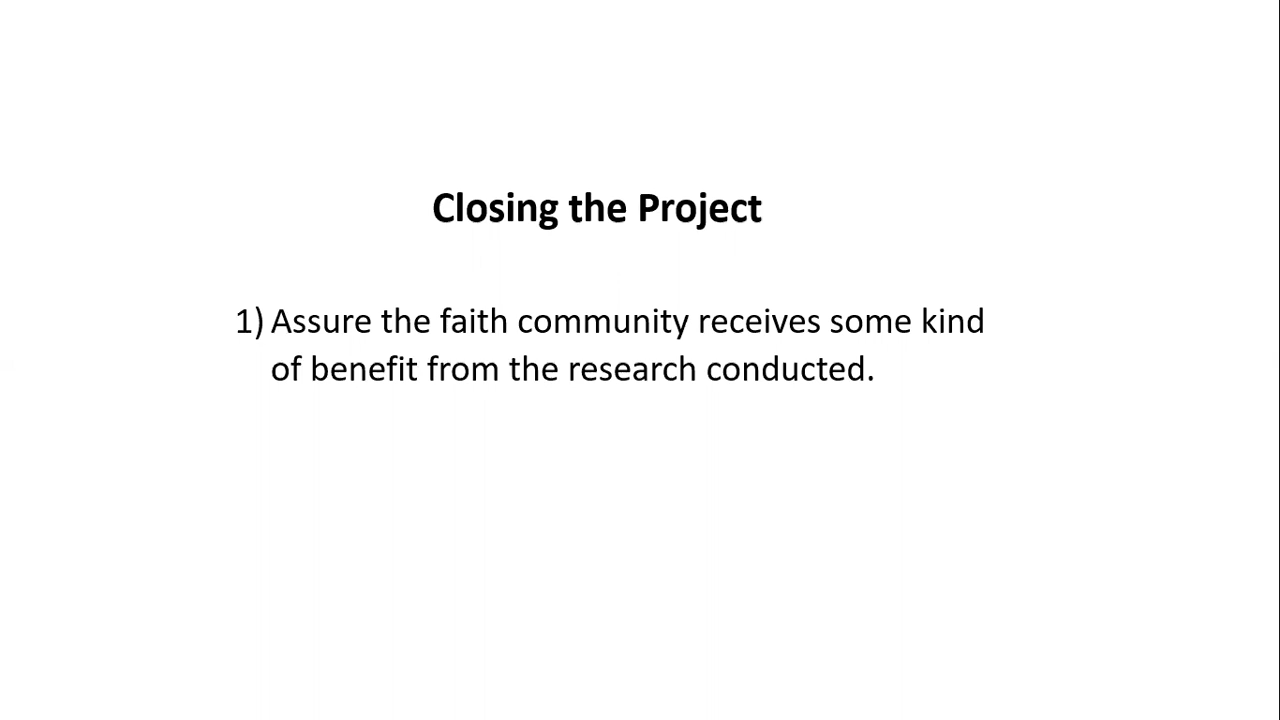 Closing the Project
1) Assure the faith community receives some kind
of benefit from the research conducted.